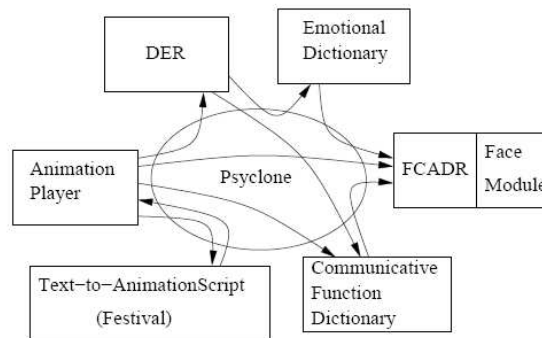 DER
Emotional
Dictionary
Animation
Player
Psyclone
FCADR
Face
Module
Text−to−AnimationScript
(Festival)
Communicative
Function
Dictionary